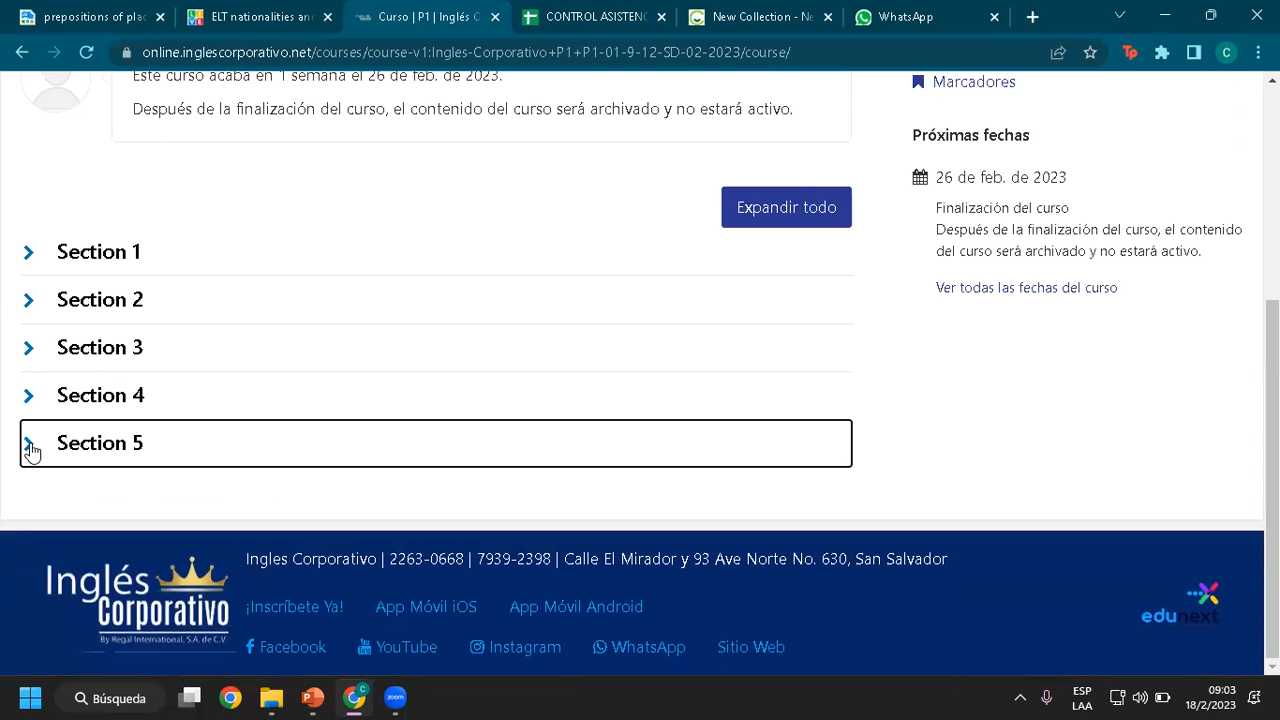 prepositions of plac
ELT nationalities an
Curso | P1 | Inglés C
CONTROL ASISTENC
New Collection - Ne
WhatsApp
online.inglescorporativo.net/courses/course-v1:Ingles-Corporativo+P1+P1-01-9-12-SD-02-2023/course/
Este curso acaba en 1 semana el 26 de feb. de 2023.
Después de la finalización del curso, el contenido del curso será archivado y no estará activo.
Marcadores
Próximas fechas
26 de feb. de 2023
Finalización del curso
Después de la finalización del curso, el contenido
del curso será archivado y no estará activo.
Ver todas las fechas del curso
Expandir todo
Section 1
Section 2
Section 3
Section 4
Section 5
Inglés
Corporativo
By Regal International, S.A. de C.V
Ingles Corporativo | 2263-0668 | 7939-2398 | Calle El Mirador y 93 Ave Norte No. 630, San Salvador
¡Inscríbete Ya! App Móvil iOS App Móvil Android
Facebook YouTube Instagram WhatsApp Sitio Web
edunext
Búsqueda
zoom
ESP
LAA
09:03
18/2/2023